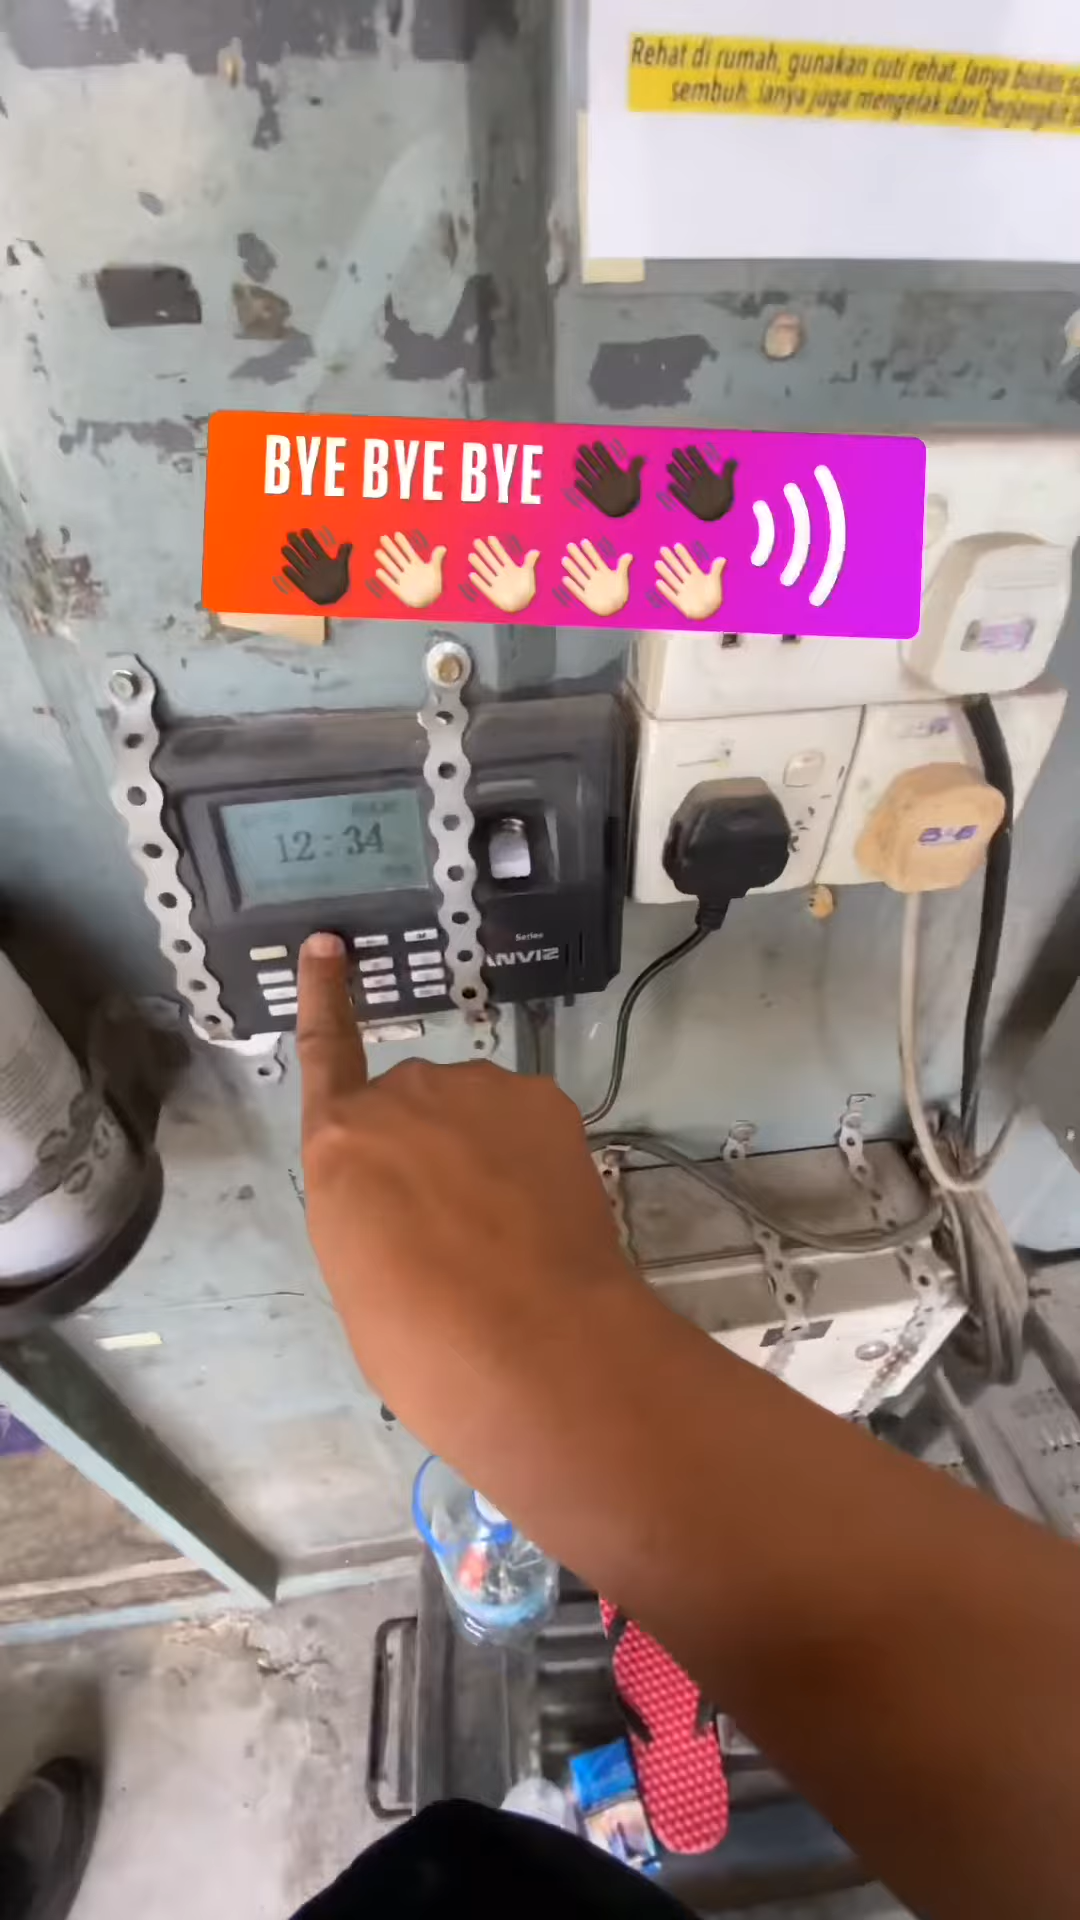 Rehat di rumah, gunakan cuti rehat. Ianya bukan
sembuh, ianya juga mengelak dari berjangkit
BYE BYE BYE 👋🏿 👋🏿
👋🏿 👋🏻 👋🏻 👋🏻 👋🏻
12:34
Series
ANVIZ